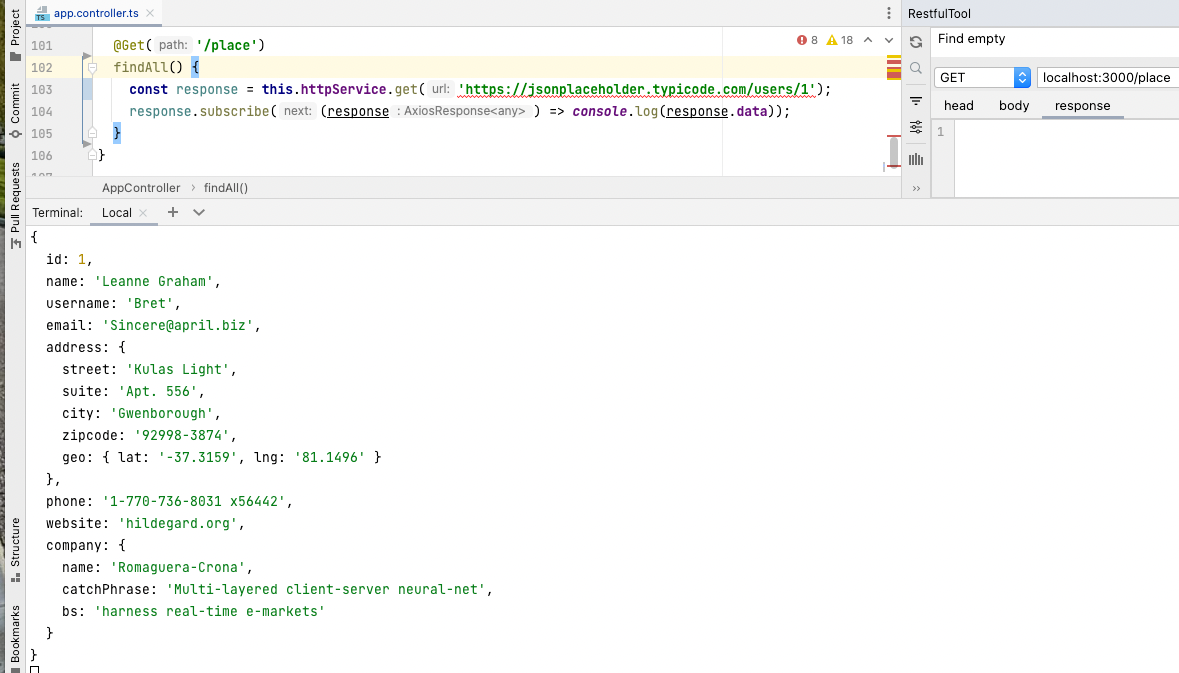 app.controller.ts
RestfulTool
Project
Commit
Pull Requests
Structure
Bookmarks
101 @Get( path: '/place')
8 18
102 findAll() {
103 const response = this.httpService.get( url: 'https://jsonplaceholder.typicode.com/users/1');
104 response.subscribe( next: (response : AxiosResponse<any> ) => console.log(response.data));
105 }
106 }
Find empty
GET localhost:3000/place
head body response
1
AppController › findAll()
Terminal: Local
{
id: 1,
name: 'Leanne Graham',
username: 'Bret',
email: 'Sincere@april.biz',
address: {
street: 'Kulas Light',
suite: 'Apt. 556',
city: 'Gwenborough',
zipcode: '92998-3874',
geo: { lat: '-37.3159', lng: '81.1496' }
},
phone: '1-770-736-8031 x56442',
website: 'hildegard.org',
company: {
name: 'Romaguera-Crona',
catchPhrase: 'Multi-layered client-server neural-net',
bs: 'harness real-time e-markets'
}
}